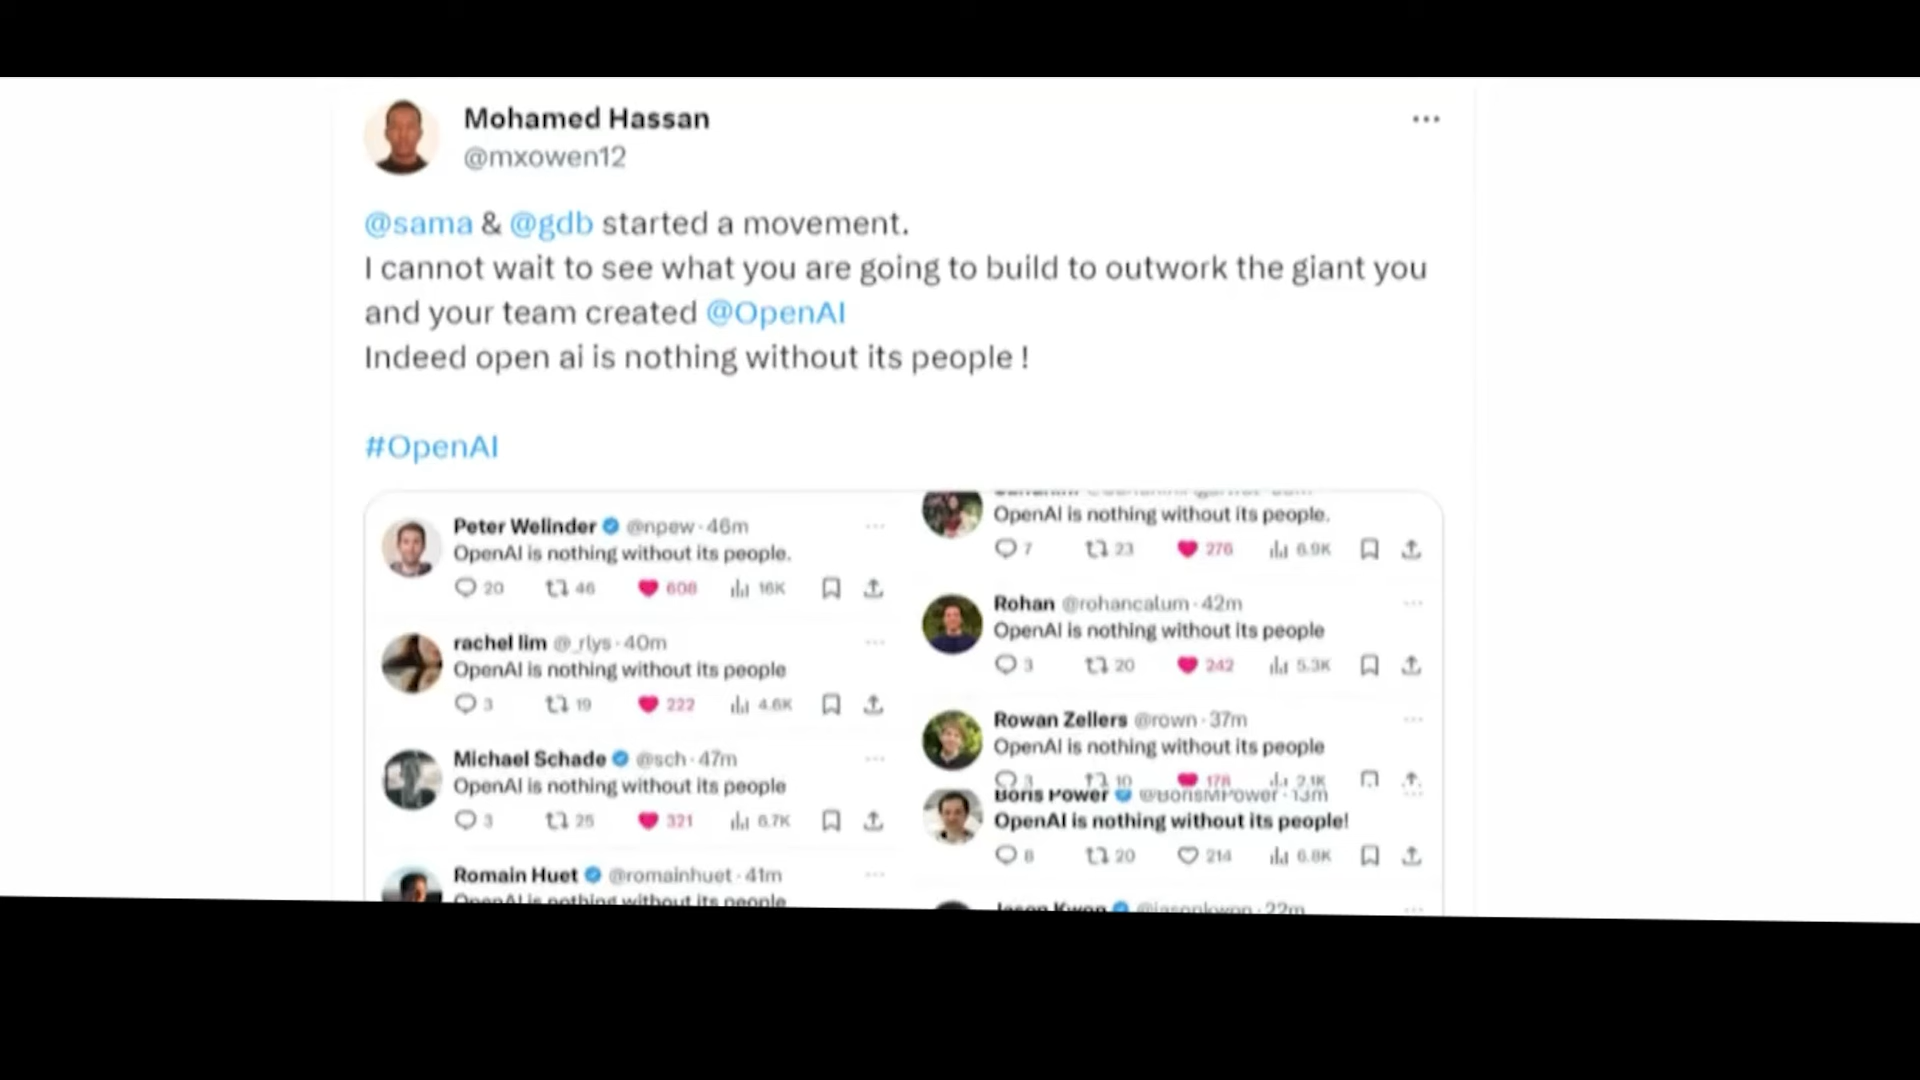 Mohamed Hassan
@mxowen12
@sama & @gdb started a movement.
I cannot wait to see what you are going to build to outwork the giant you
and your team created @OpenAI
Indeed open ai is nothing without its people !
#OpenAI
Peter Welinder @npew · 46m
OpenAI is nothing without its people.
20 46 608 16K
rachel lim @_rlys · 40m
OpenAI is nothing without its people
3 19 222 4.6K
Michael Schade @sch · 47m
OpenAI is nothing without its people
3 25 321 6.7K
Romain Huet @romainhuet · 41m
OpenAI is nothing without its people
OpenAI is nothing without its people.
7 23 276 6.9K
Rohan @rohancalum · 42m
OpenAI is nothing without its people
3 20 242 5.3K
Rowan Zellers @rown · 37m
OpenAI is nothing without its people
3 10 178 2.1K
Boris Power @BorisMPower · 13m
OpenAI is nothing without its people!
8 20 214 6.8K
Jason Kwon @jasonkwon · 22m